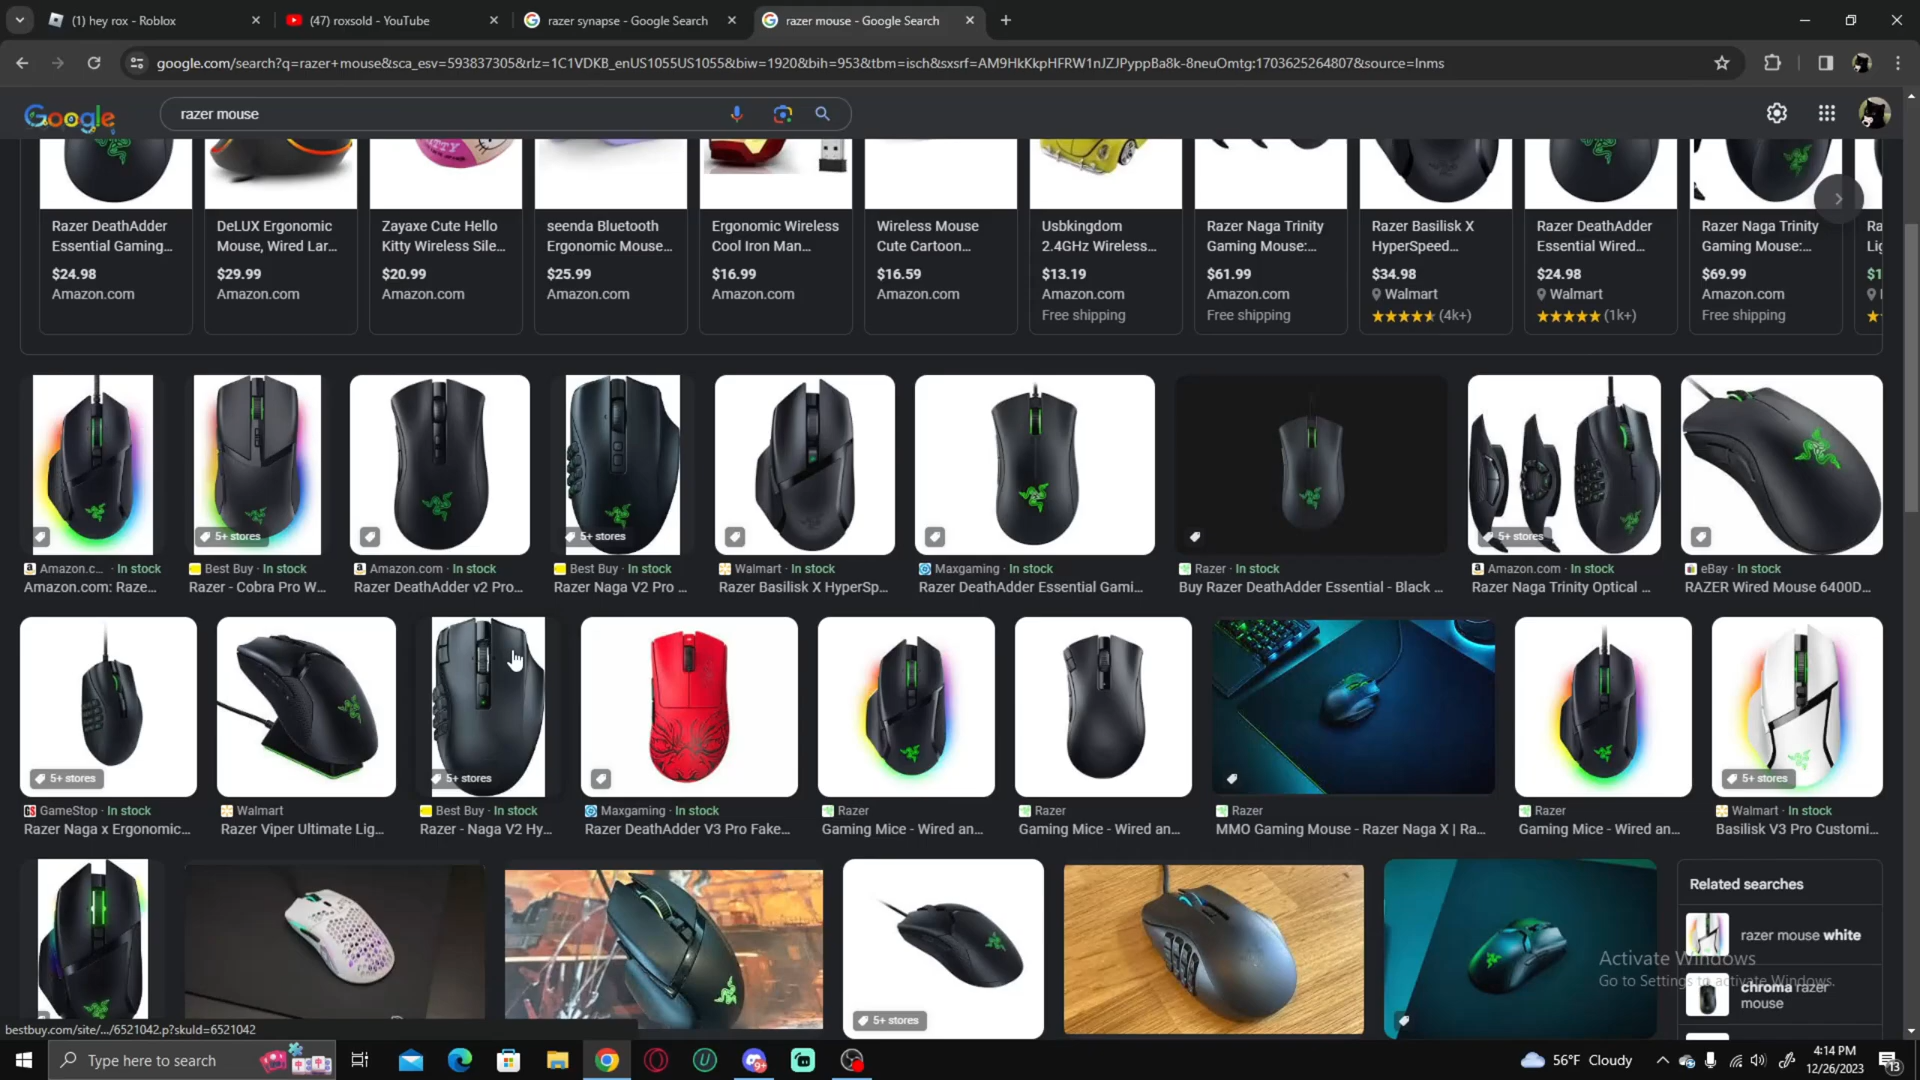 (1) hey rox - Roblox
(47) roxsold - YouTube
razer synapse - Google Search
razer mouse - Google Search
google.com/search?q=razer+mouse&sca_esv=593837305&rlz=1C1VDKB_enUS1055US1055&biw=1920&bih=953&tbm=isch&sxsrf=AM9HkKkpHFRW1nJZJPyppBa8k-8neuOmtg:1703625264807&source=lnms
Google
razer mouse
Razer DeathAdder
Essential Gaming...
$24.98
Amazon.com
DeLUX Ergonomic
Mouse, Wired Lar...
$29.99
Amazon.com
Zayaxe Cute Hello
Kitty Wireless Sile...
$20.99
Amazon.com
seenda Bluetooth
Ergonomic Mouse...
$25.99
Amazon.com
Ergonomic Wireless
Cool Iron Man...
$16.99
Amazon.com
Wireless Mouse
Cute Cartoon...
$16.59
Amazon.com
Usbkingdom
2.4GHz Wireless...
$13.19
Amazon.com
Free shipping
Razer Naga Trinity
Gaming Mouse:...
$61.99
Amazon.com
Free shipping
Razer Basilisk X
HyperSpeed...
$34.98
Walmart
(4k+)
Razer DeathAdder
Essential Wired...
$24.98
Walmart
(1k+)
Razer Naga Trinity
Gaming Mouse:...
$69.99
Amazon.com
Free shipping
Ra
Lig
$1
Amazon.c... · In stock
Amazon.com: Raze...
5+ stores
Best Buy · In stock
Razer - Cobra Pro W...
Amazon.com · In stock
Razer DeathAdder v2 Pro...
5+ stores
Best Buy · In stock
Razer Naga V2 Pro ...
Walmart · In stock
Razer Basilisk X HyperSp...
Maxgaming · In stock
Razer DeathAdder Essential Gami...
Razer · In stock
Buy Razer DeathAdder Essential - Black ...
5+ stores
Amazon.com · In stock
Razer Naga Trinity Optical ...
eBay · In stock
RAZER Wired Mouse 6400D...
5+ stores
GameStop · In stock
Razer Naga x Ergonomic...
Walmart
Razer Viper Ultimate Lig...
5+ stores
Best Buy · In stock
Razer - Naga V2 Hy...
Maxgaming · In stock
Razer DeathAdder V3 Pro Fake...
Razer
Gaming Mice - Wired an...
Razer
Gaming Mice - Wired an...
Razer
MMO Gaming Mouse - Razer Naga X | Ra...
Razer
Gaming Mice - Wired an...
5+ stores
Walmart · In stock
Basilisk V3 Pro Customi...
5+ stores
Related searches
razer mouse white
chroma razer
mouse
Activate Windows
Go to Settings to activate Windows.
bestbuy.com/site/.../6521042.p?skuId=6521042
Type here to search
9+
56°F Cloudy
4:14 PM
12/26/2023
13